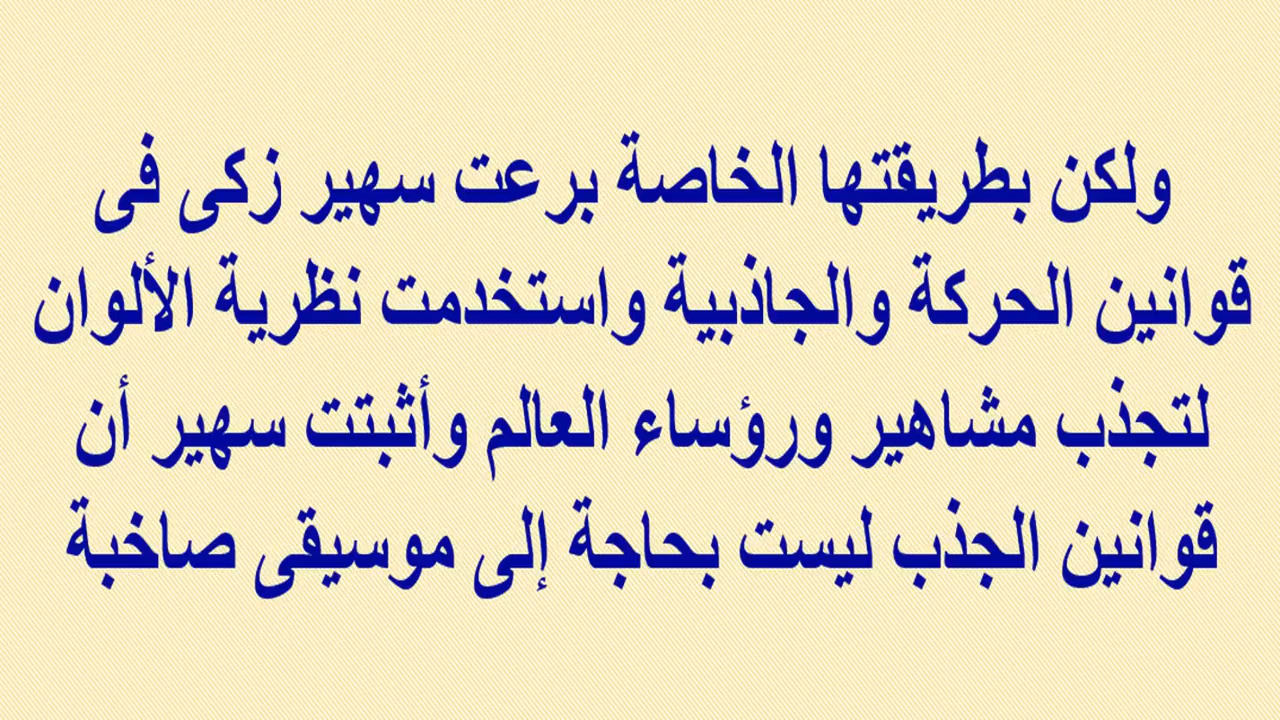 ولكن بطريقتها الخاصة برعت سهير زكى فى
قوانين الحركة والجاذبية واستخدمت نظرية الألوان
لتجذب مشاهير ورؤساء العالم وأثبتت سهير أن
قوانين الجذب ليست بحاجة إلى موسيقى صاخبة